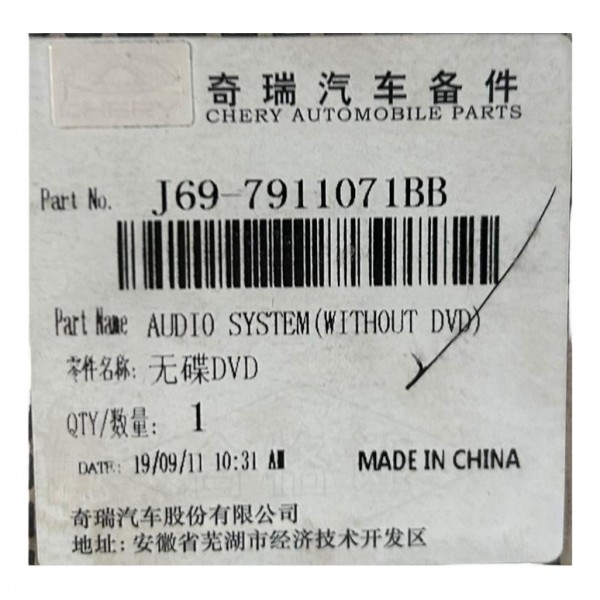 奇瑞汽车备件
CHERY AUTOMOBILE PARTS
Part No. J69-7911071BB
Part Name AUDIO SYSTEM(WITHOUT DVD)
零件名称: 无碟DVD
QTY/数量: 1
DATE: 19/09/11 10:31 AM MADE IN CHINA
奇瑞汽车股份有限公司
地址: 安徽省芜湖市经济技术开发区